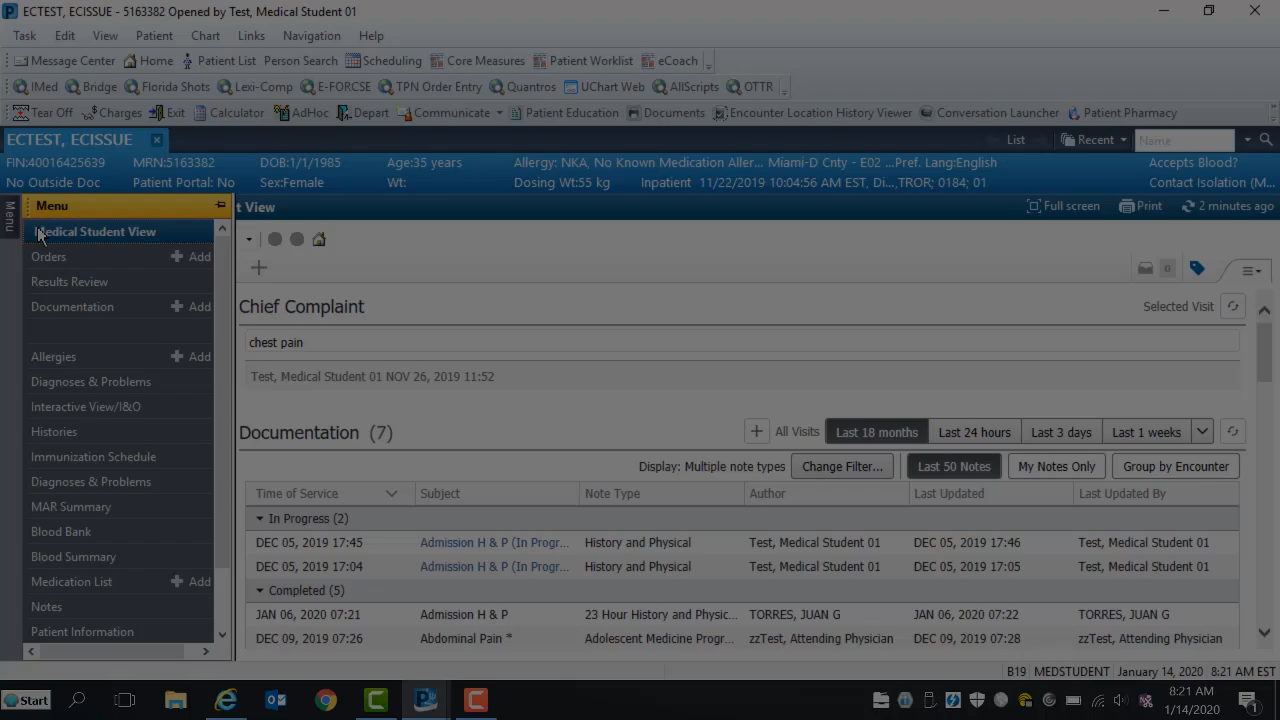 ECTEST, ECISSUE - 5163382 Opened by Test, Medical Student 01
Task Edit View Patient Chart Links Navigation Help
Message Center Home Patient List Person Search Scheduling Core Measures Patient Worklist eCoach
IMed Bridge Florida Shots Lexi-Comp E-FORCSE TPN Order Entry Quantros UChart Web AllScripts OTTR
Tear Off Charges Exit Calculator AdHoc Depart Communicate Patient Education Documents Encounter Location History Viewer Conversation Launcher Patient Pharmacy
ECTEST, ECISSUE List Recent Name
FIN:40016425639 MRN:5163382 DOB:1/1/1985 Age:35 years Allergy: NKA, No Known Medication Aller... Miami-D Cnty - E02 ... Pref. Lang:English Accepts Blood?
No Outside Doc Patient Portal: No Sex:Female Wt: Dosing Wt:55 kg Inpatient 11/22/2019 10:04:56 AM EST, Di...,TROR; 0184; 01 Contact Isolation (M...
Menu
Menu t View Full screen Print 2 minutes ago
Medical Student View
Orders Add
Results Review
Documentation Add
Allergies Add
Diagnoses & Problems
Interactive View/I&O
Histories
Immunization Schedule
Diagnoses & Problems
MAR Summary
Blood Bank
Blood Summary
Medication List Add
Notes
Patient Information
0
Chief Complaint Selected Visit
chest pain
Test, Medical Student 01 NOV 26, 2019 11:52
Documentation (7) All Visits Last 18 months Last 24 hours Last 3 days Last 1 weeks
Display: Multiple note types Change Filter... Last 50 Notes My Notes Only Group by Encounter
Time of Service Subject Note Type Author Last Updated Last Updated By
In Progress (2)
DEC 05, 2019 17:45 Admission H & P (In Progr... History and Physical Test, Medical Student 01 DEC 05, 2019 17:46 Test, Medical Student 01
DEC 05, 2019 17:04 Admission H & P (In Progr... History and Physical Test, Medical Student 01 DEC 05, 2019 17:05 Test, Medical Student 01
Completed (5)
JAN 06, 2020 07:21 Admission H & P 23 Hour History and Physic... TORRES, JUAN G JAN 06, 2020 07:22 TORRES, JUAN G
DEC 09, 2019 07:26 Abdominal Pain * Adolescent Medicine Progr... zzTest, Attending Physician DEC 09, 2019 07:28 zzTest, Attending Physician
B19 MEDSTUDENT January 14, 2020 8:21 AM EST
Start 8:21 AM
1/14/2020 1